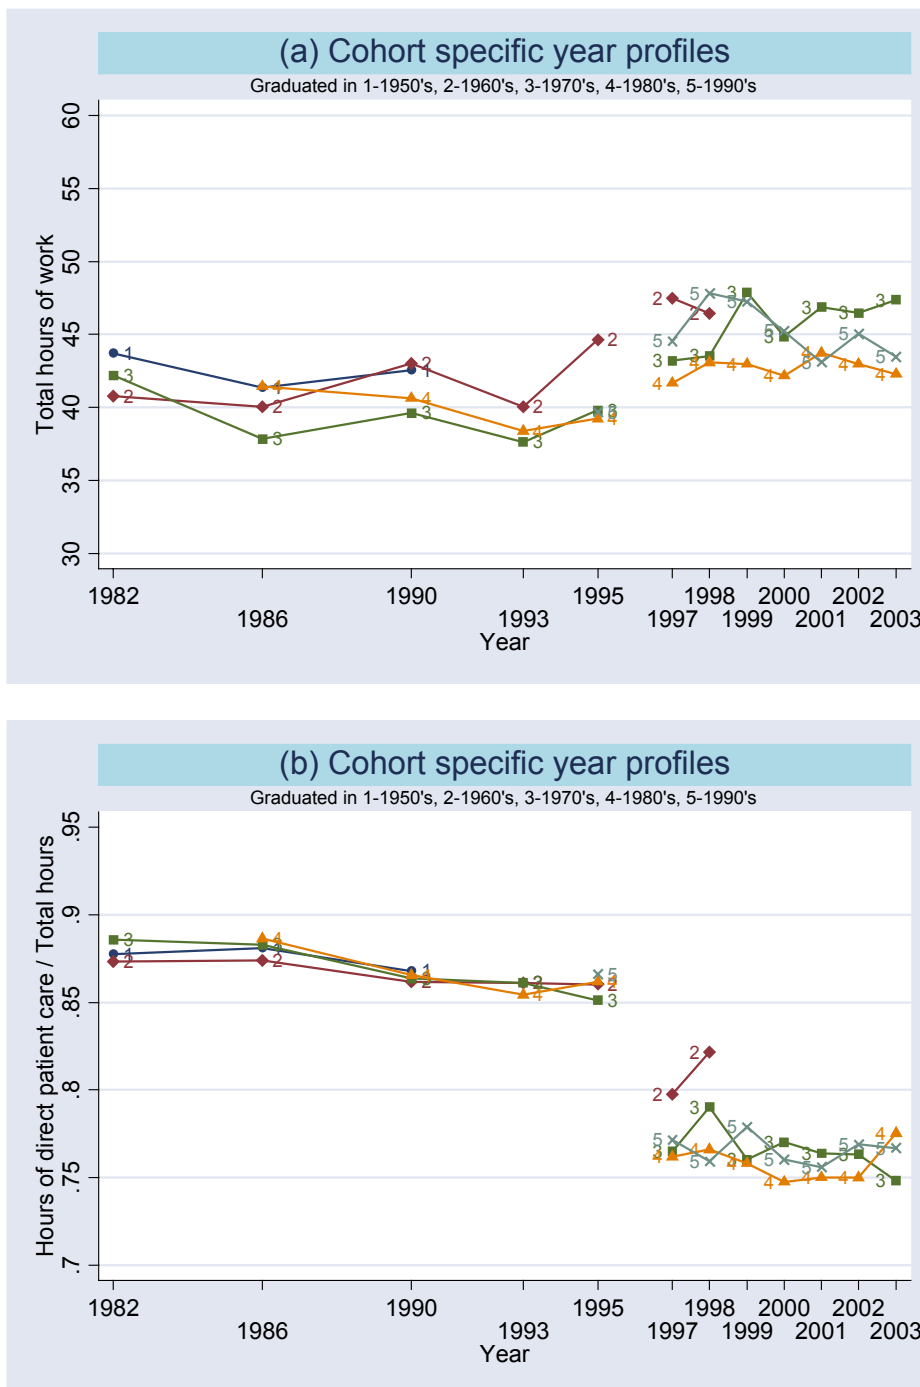 (a) Cohort specific year profiles
Graduated in 1-1950's, 2-1960's, 3-1970's, 4-1980's, 5-1990's
Total hours of work
60
55
50
45
40
35
30
1982 1990 1995 1998 2000 2002
1986 1993 1997 1999 2001 2003
Year
(b) Cohort specific year profiles
Graduated in 1-1950's, 2-1960's, 3-1970's, 4-1980's, 5-1990's
Hours of direct patient care / Total hours
.95
.9
.85
.8
.75
.7
1982 1990 1995 1998 2000 2002
1986 1993 1997 1999 2001 2003
Year